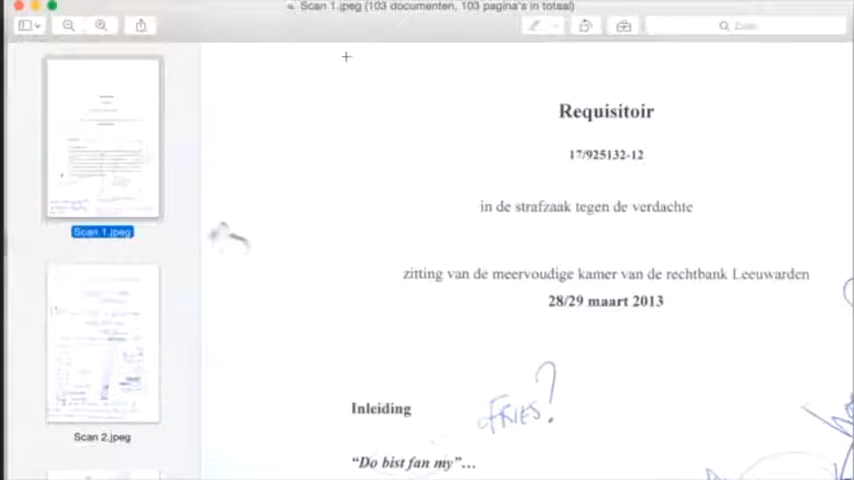 Scan 1.jpeg (103 documenten, 103 pagina's in totaal)
Zoek
Scan 1.jpeg
Scan 2.jpeg
Requisitoir
17/925132-12
in de strafzaak tegen de verdachte
zitting van de meervoudige kamer van de rechtbank Leeuwarden
28/29 maart 2013
Inleiding
FRIES?
“Do bist fan my”...